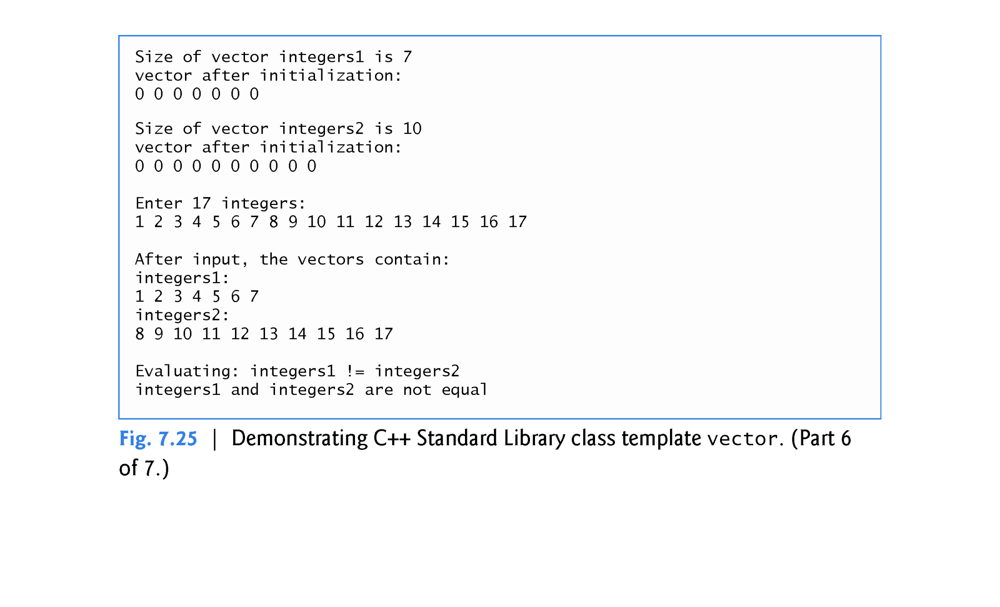 Size of vector integers1 is 7
vector after initialization:
0 0 0 0 0 0 0
Size of vector integers2 is 10
vector after initialization:
0 0 0 0 0 0 0 0 0 0
Enter 17 integers:
1 2 3 4 5 6 7 8 9 10 11 12 13 14 15 16 17
After input, the vectors contain:
integers1:
1 2 3 4 5 6 7
integers2:
8 9 10 11 12 13 14 15 16 17
Evaluating: integers1 != integers2
integers1 and integers2 are not equal
Fig. 7.25 | Demonstrating C++ Standard Library class template vector. (Part 6
of 7.)